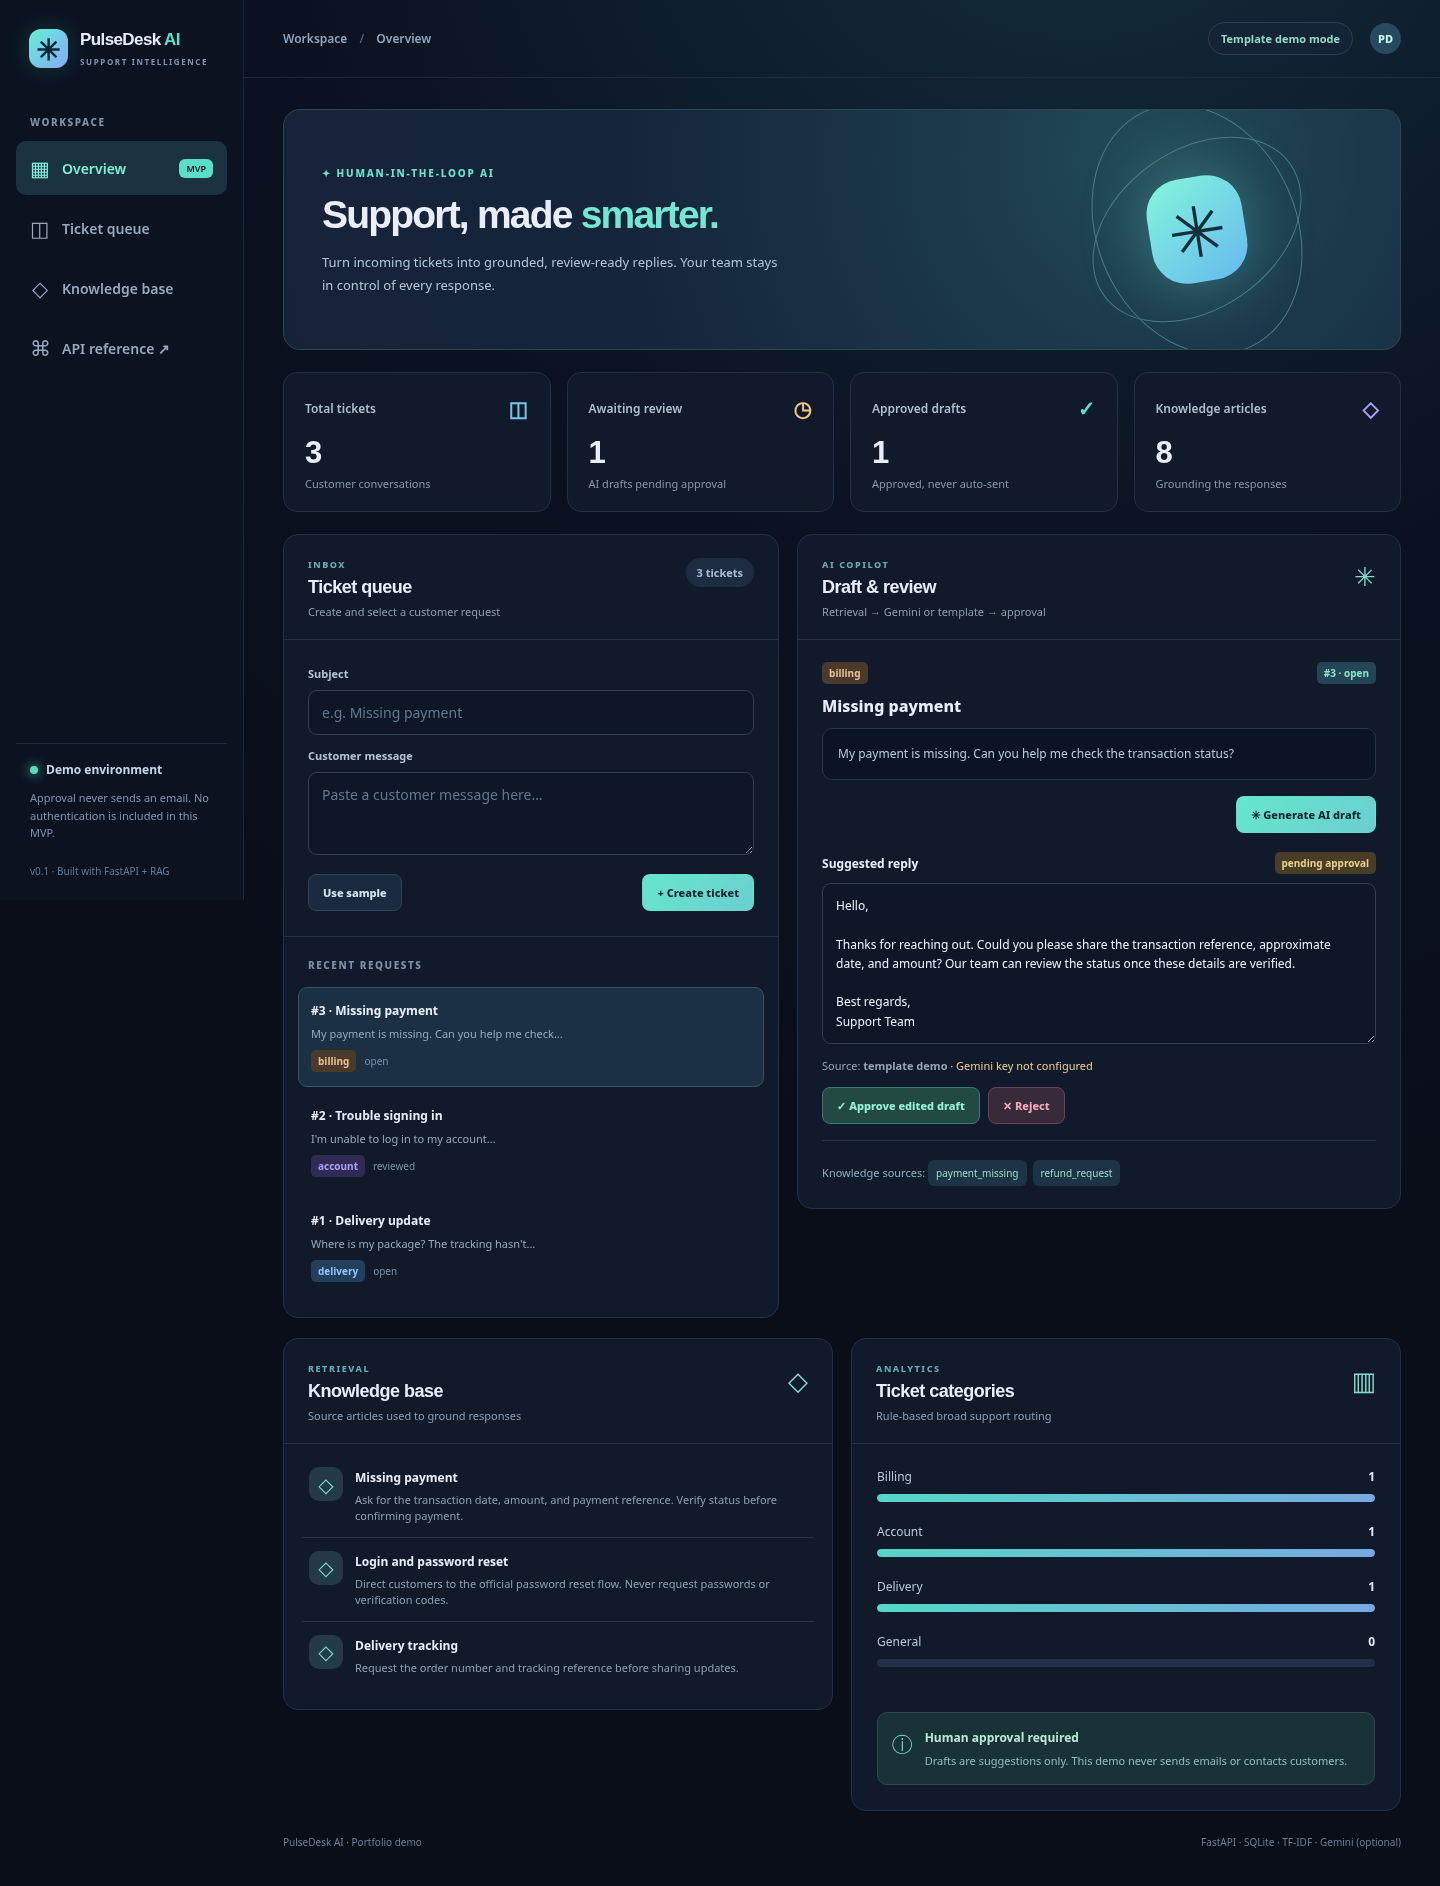 PulseDesk AI
SUPPORT INTELLIGENCE
WORKSPACE
Overview MVP
Ticket queue
Knowledge base
API reference ↗
Demo environment
Approval never sends an email. No
authentication is included in this
MVP.
v0.1 · Built with FastAPI + RAG
Workspace / Overview
Template demo mode PD
✦ HUMAN-IN-THE-LOOP AI
Support, made smarter.
Turn incoming tickets into grounded, review-ready replies. Your team stays
in control of every response.
Total tickets
3
Customer conversations
Awaiting review
1
AI drafts pending approval
Approved drafts
1
Approved, never auto-sent
Knowledge articles
8
Grounding the responses
INBOX
Ticket queue
Create and select a customer request
3 tickets
Subject
e.g. Missing payment
Customer message
Paste a customer message here...
Use sample
+ Create ticket
RECENT REQUESTS
#3 · Missing payment
My payment is missing. Can you help me check...
billing open
#2 · Trouble signing in
I'm unable to log in to my account...
account reviewed
#1 · Delivery update
Where is my package? The tracking hasn't...
delivery open
AI COPILOT
Draft & review
Retrieval → Gemini or template → approval
billing #3 · open
Missing payment
My payment is missing. Can you help me check the transaction status?
✳ Generate AI draft
Suggested reply pending approval
Hello,
Thanks for reaching out. Could you please share the transaction reference, approximate
date, and amount? Our team can review the status once these details are verified.
Best regards,
Support Team
Source: template demo · Gemini key not configured
✓ Approve edited draft ✕ Reject
Knowledge sources: payment_missing refund_request
RETRIEVAL
Knowledge base
Source articles used to ground responses
Missing payment
Ask for the transaction date, amount, and payment reference. Verify status before
confirming payment.
Login and password reset
Direct customers to the official password reset flow. Never request passwords or
verification codes.
Delivery tracking
Request the order number and tracking reference before sharing updates.
ANALYTICS
Ticket categories
Rule-based broad support routing
Billing 1
Account 1
Delivery 1
General 0
Human approval required
Drafts are suggestions only. This demo never sends emails or contacts customers.
PulseDesk AI · Portfolio demo
FastAPI · SQLite · TF-IDF · Gemini (optional)